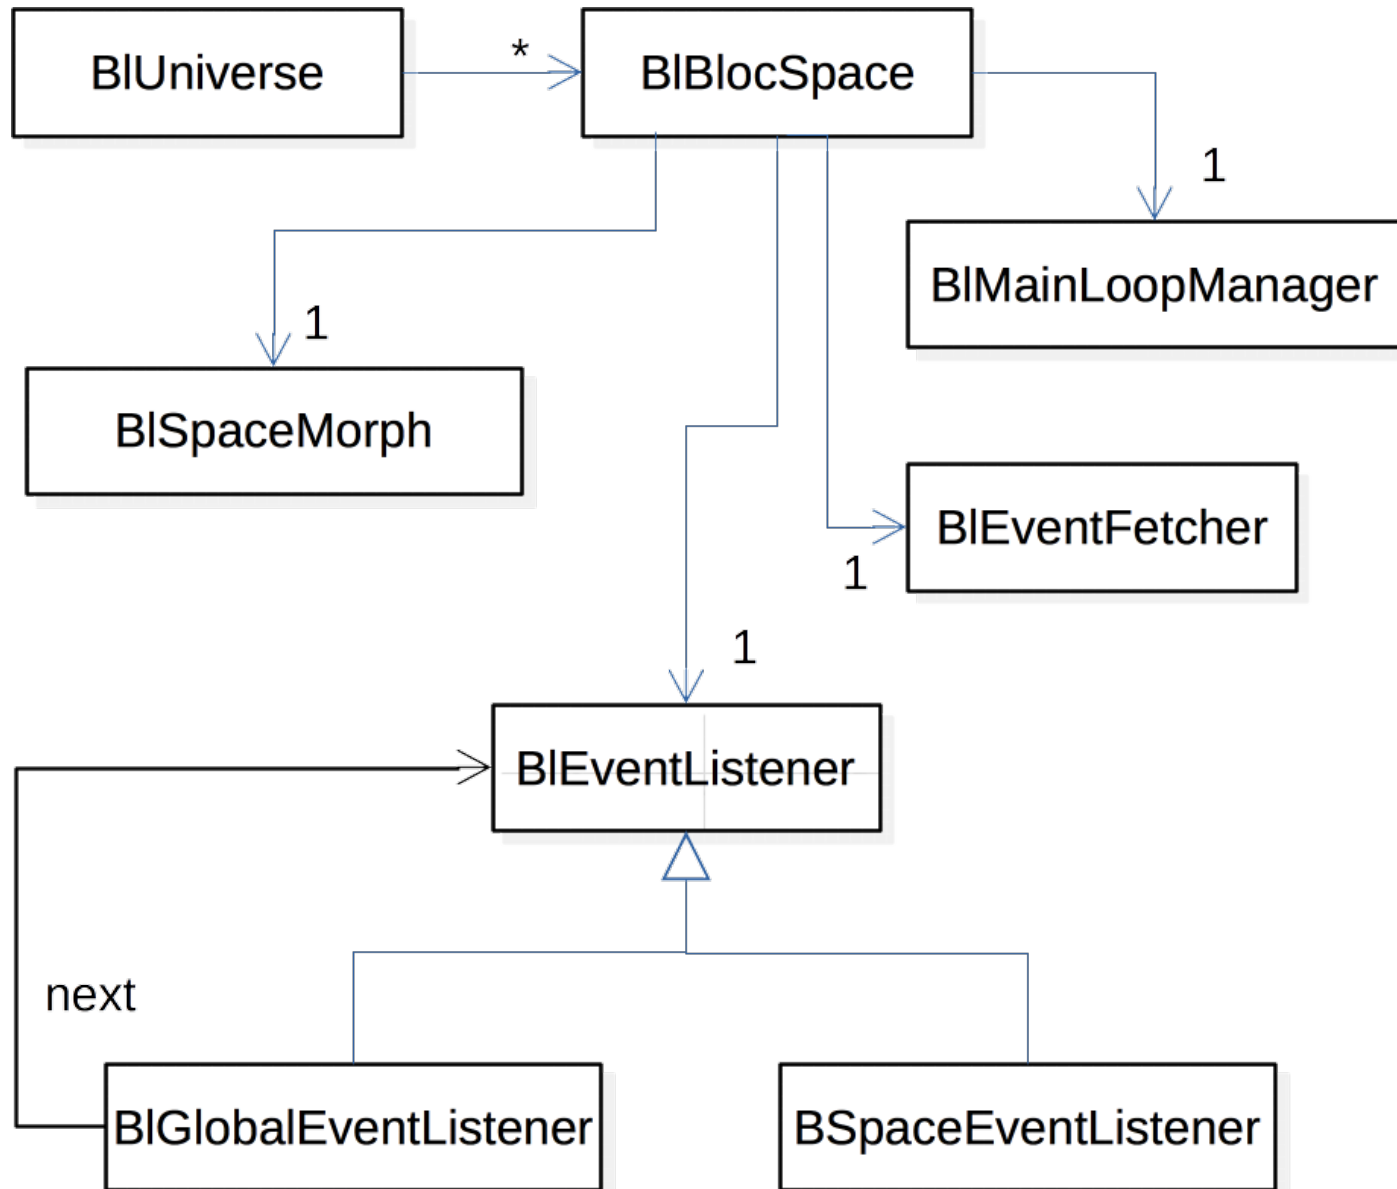 BlUniverse
*
BlBlocSpace
1
BlMainLoopManager
1
BlSpaceMorph
BlEventFetcher
1
1
BlEventListener
next
BlGlobalEventListener
BSpaceEventListener